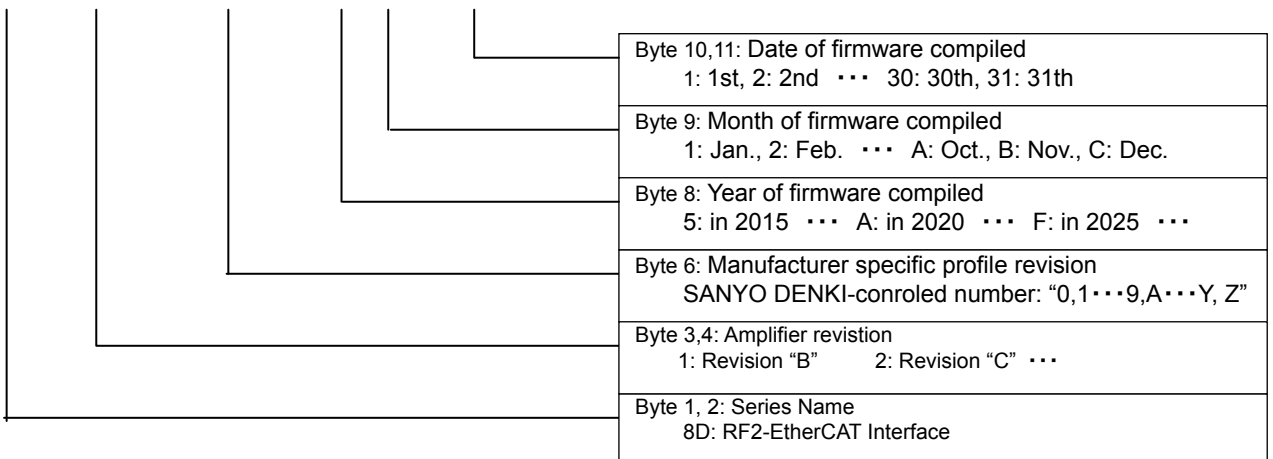 Byte 10,11: Date of firmware compiled
1: 1st, 2: 2nd ・・・ 30: 30th, 31: 31th
Byte 9: Month of firmware compiled
1: Jan., 2: Feb. ・・・ A: Oct., B: Nov., C: Dec.
Byte 8: Year of firmware compiled
5: in 2015 ・・・ A: in 2020 ・・・ F: in 2025 ・・・
Byte 6: Manufacturer specific profile revision
SANYO DENKI-conroled number: “0,1・・・9,A・・・Y, Z”
Byte 3,4: Amplifier revistion
1: Revision “B” 2: Revision “C” ・・・
Byte 1, 2: Series Name
8D: RF2-EtherCAT Interface